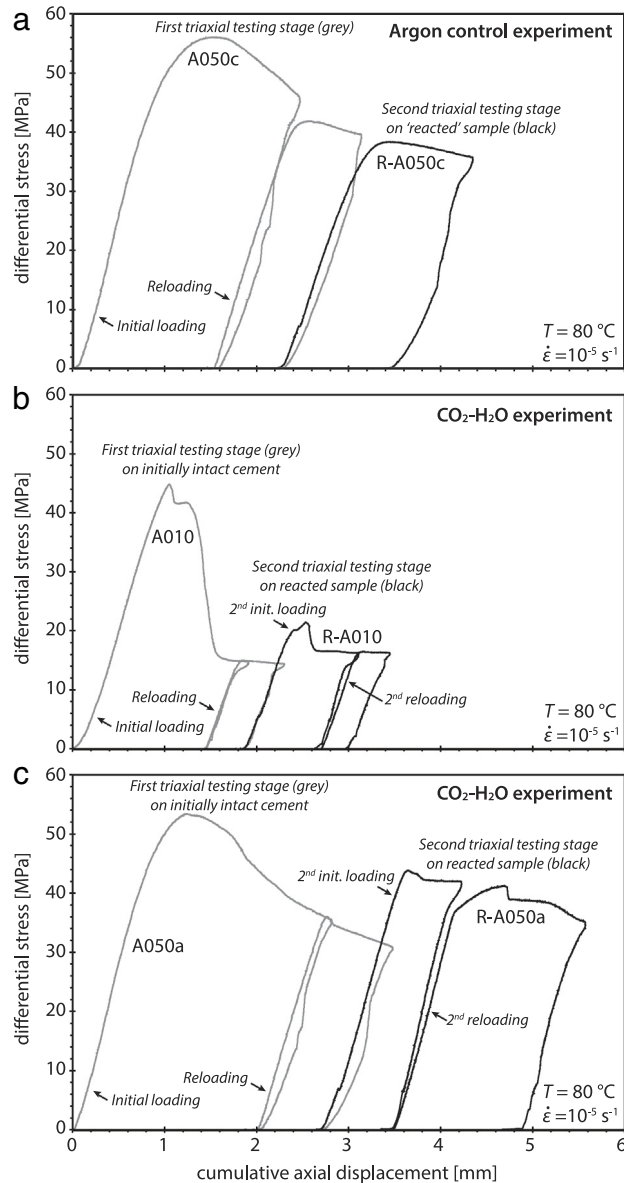 a
First triaxial testing stage (grey)
Argon control experiment
A050c
Second triaxial testing stage
on ‘reacted’ sample (black)
R-A050c
Reloading
Initial loading
T = 80 °C
ε̇ =10⁻⁵ s⁻¹
differential stress [MPa]
60
50
40
30
20
10
0
b
CO₂-H₂O experiment
First triaxial testing stage (grey)
on initially intact cement
A010
Second triaxial testing stage
on reacted sample (black)
2ⁿᵈ init. loading
R-A010
Reloading
2ⁿᵈ reloading
Initial loading
T = 80 °C
ε̇ =10⁻⁵ s⁻¹
differential stress [MPa]
60
50
40
30
20
10
0
c
First triaxial testing stage (grey)
on initially intact cement
CO₂-H₂O experiment
Second triaxial testing stage
on reacted sample (black)
2ⁿᵈ init. loading
R-A050a
A050a
2ⁿᵈ reloading
Reloading
Initial loading
T = 80 °C
ε̇ =10⁻⁵ s⁻¹
differential stress [MPa]
60
50
40
30
20
10
0
0 1 2 3 4 5 6
cumulative axial displacement [mm]